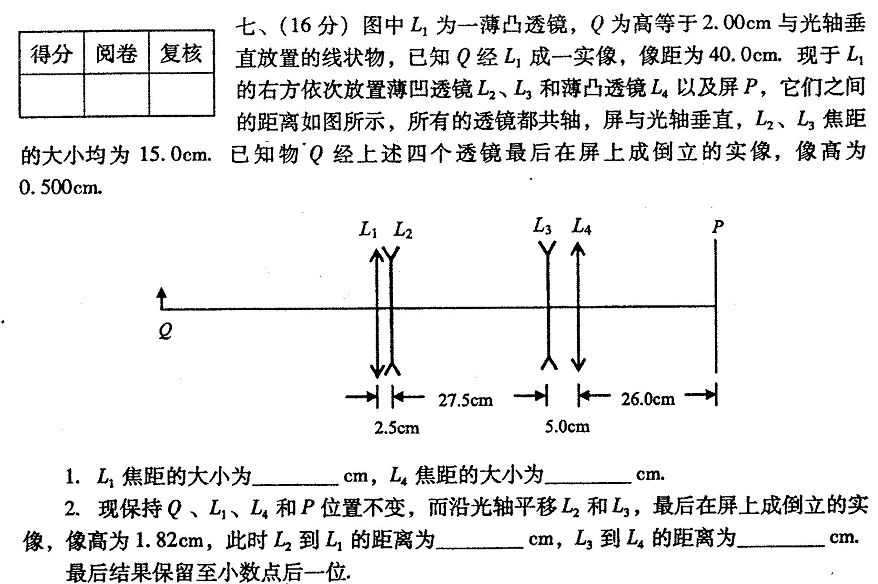 得分 阅卷 复核
七、(16分) 图中L₁为一薄凸透镜,Q为高等于2.00cm与光轴垂
直放置的线状物,已知Q经L₁成一实像,像距为40.0cm. 现于L₁
的右方依次放置薄凹透镜L₂、L₃和薄凸透镜L₄以及屏P,它们之间
的距离如图所示,所有的透镜都共轴,屏与光轴垂直,L₂、L₃焦距
的大小均为15.0cm. 已知物Q经上述四个透镜最后在屏上成倒立的实像,像高为
0.500cm.
L₁ L₂ L₃ L₄ P
Q
27.5cm 26.0cm
2.5cm 5.0cm
1. L₁焦距的大小为______cm,L₄焦距的大小为______cm.
2. 现保持Q、L₁、L₄和P位置不变,而沿光轴平移L₂和L₃,最后在屏上成倒立的实
像,像高为1.82cm,此时L₂到L₁的距离为______cm,L₃到L₄的距离为______cm.
最后结果保留至小数点后一位.